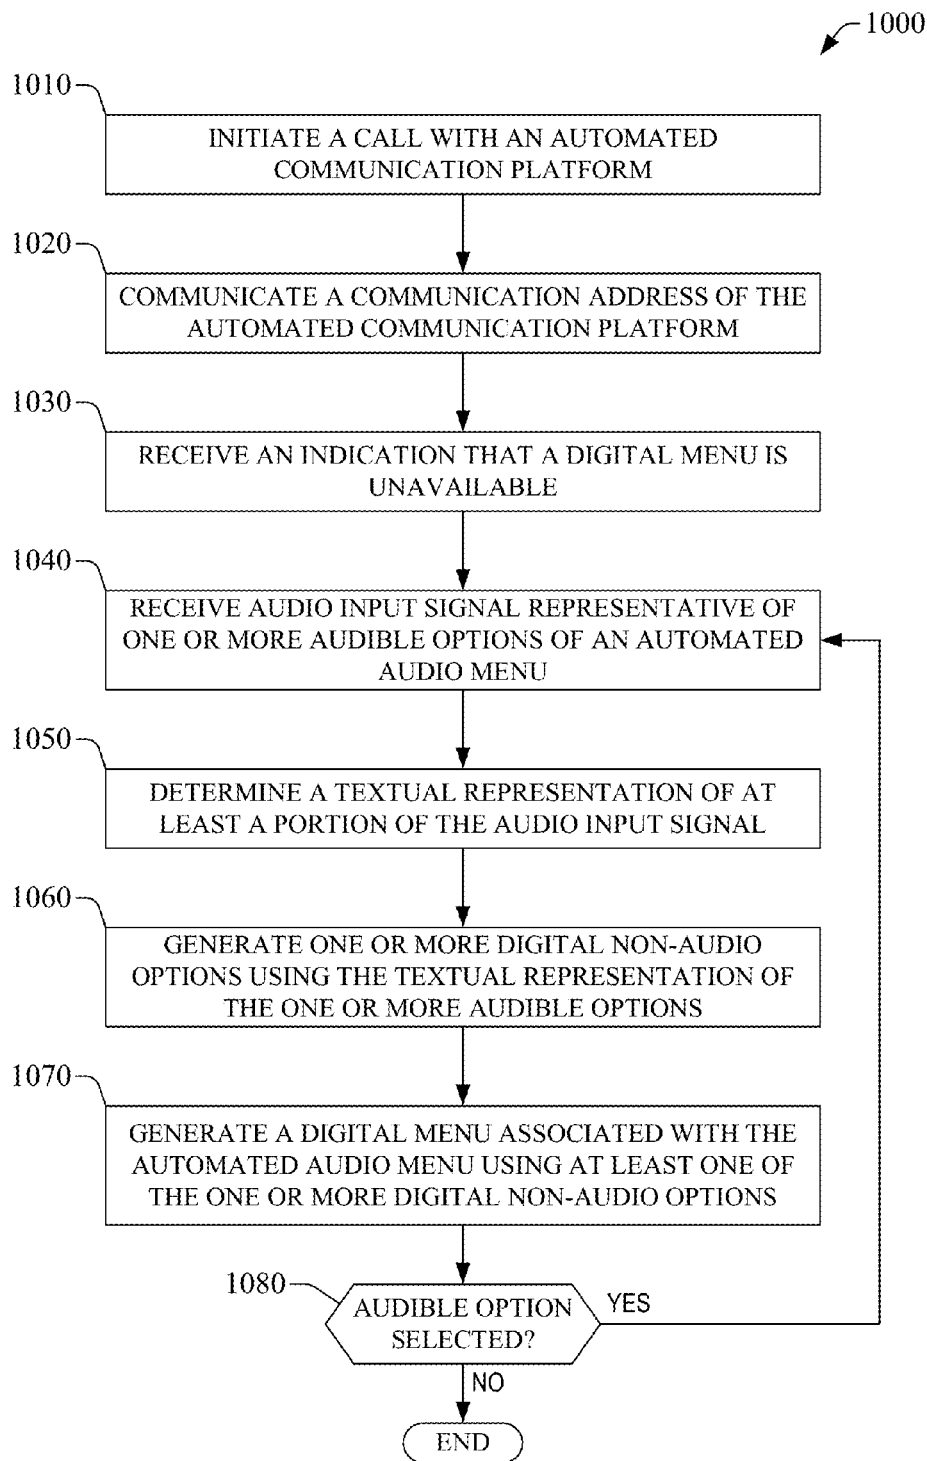 1000
1010
INITIATE A CALL WITH AN AUTOMATED
COMMUNICATION PLATFORM
1020
COMMUNICATE A COMMUNICATION ADDRESS OF THE
AUTOMATED COMMUNICATION PLATFORM
1030
RECEIVE AN INDICATION THAT A DIGITAL MENU IS
UNAVAILABLE
1040
RECEIVE AUDIO INPUT SIGNAL REPRESENTATIVE OF
ONE OR MORE AUDIBLE OPTIONS OF AN AUTOMATED
AUDIO MENU
1050
DETERMINE A TEXTUAL REPRESENTATION OF AT
LEAST A PORTION OF THE AUDIO INPUT SIGNAL
1060
GENERATE ONE OR MORE DIGITAL NON-AUDIO
OPTIONS USING THE TEXTUAL REPRESENTATION OF
THE ONE OR MORE AUDIBLE OPTIONS
1070
GENERATE A DIGITAL MENU ASSOCIATED WITH THE
AUTOMATED AUDIO MENU USING AT LEAST ONE OF
THE ONE OR MORE DIGITAL NON-AUDIO OPTIONS
1080
AUDIBLE OPTION
SELECTED?
YES
NO
END